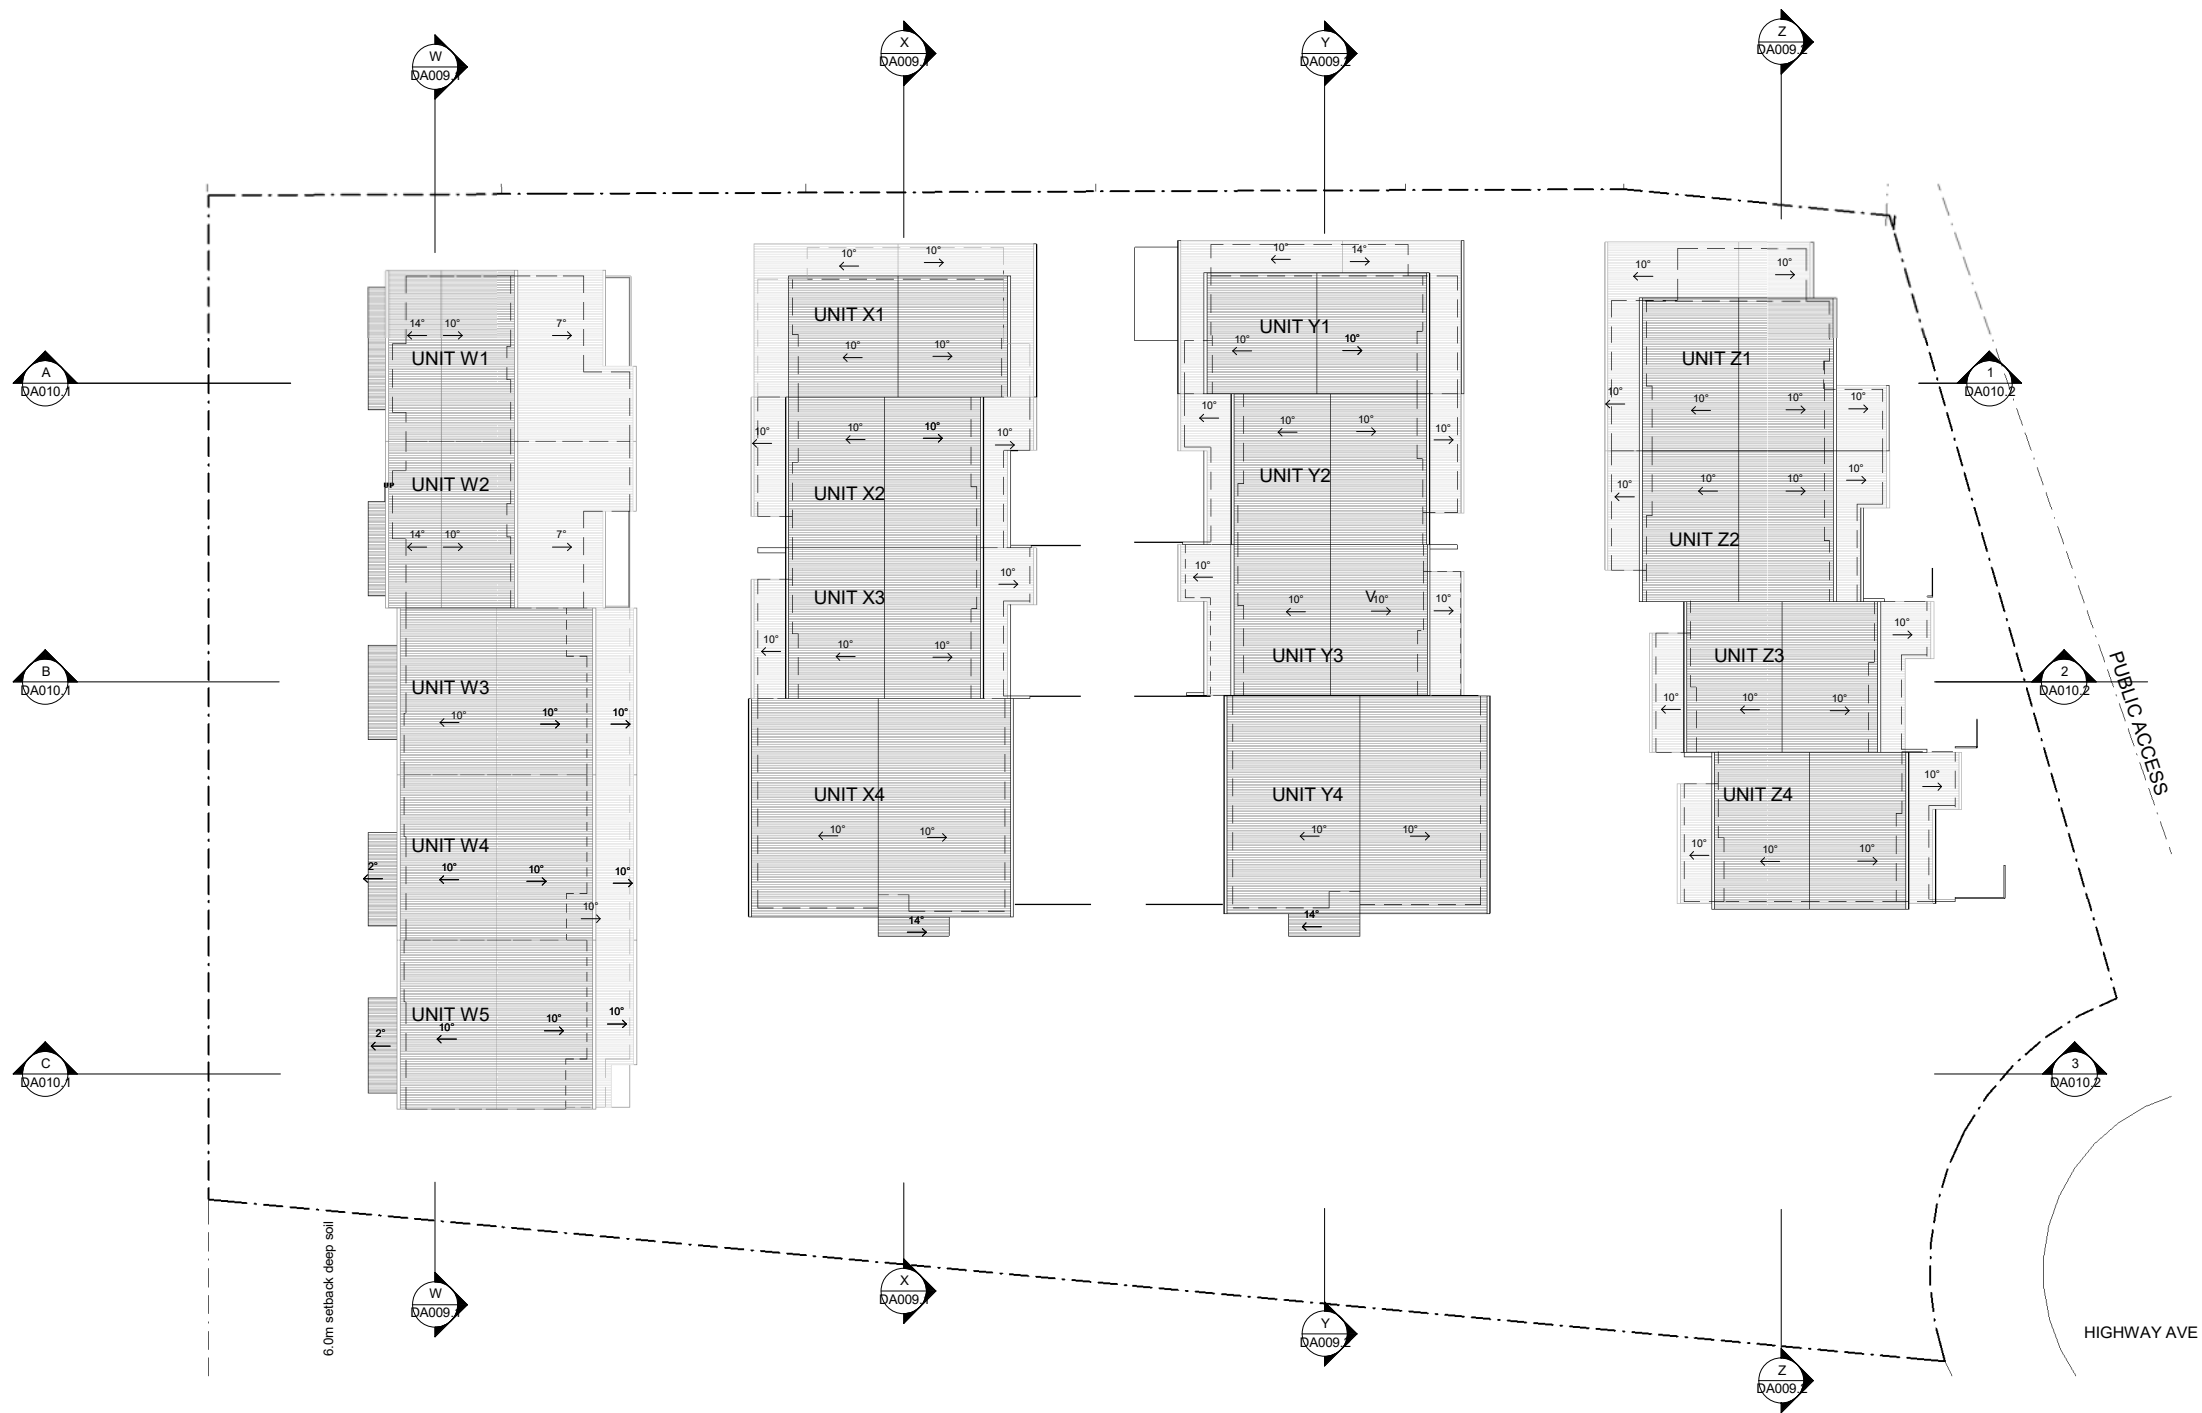 W
DA009.1
X
DA009.1
Y
DA009.2
Z
DA009.2
10°
10°
10°
14°
10°
10°
UNIT X1
UNIT Y1
14°
10°
7°
10°
10°
10°
10°
UNIT W1
UNIT Z1
A
DA010.1
1
DA010.2
10°
10°
10°
10°
10°
10°
10°
10°
10°
10°
10°
10°
10°
UP
UNIT W2
UNIT X2
UNIT Y2
10°
10°
10°
10°
14°
10°
7°
UNIT Z2
10°
10°
UNIT X3
V
10°
10°
10°
10°
10°
10°
10°
UNIT Y3
UNIT Z3
B
DA010.1
2
DA010.2
PUBLIC ACCESS
UNIT W3
10°
10°
10°
10°
10°
10°
UNIT X4
UNIT Y4
UNIT Z4
10°
10°
10°
10°
10°
UNIT W4
2°
10°
10°
10°
10°
10°
10°
10°
14°
14°
UNIT W5
2°
10°
10°
10°
C
DA010.1
3
DA010.2
6.0m setback deep soil
W
DA009.1
X
DA009.1
Y
DA009.2
Z
DA009.2
HIGHWAY AVE